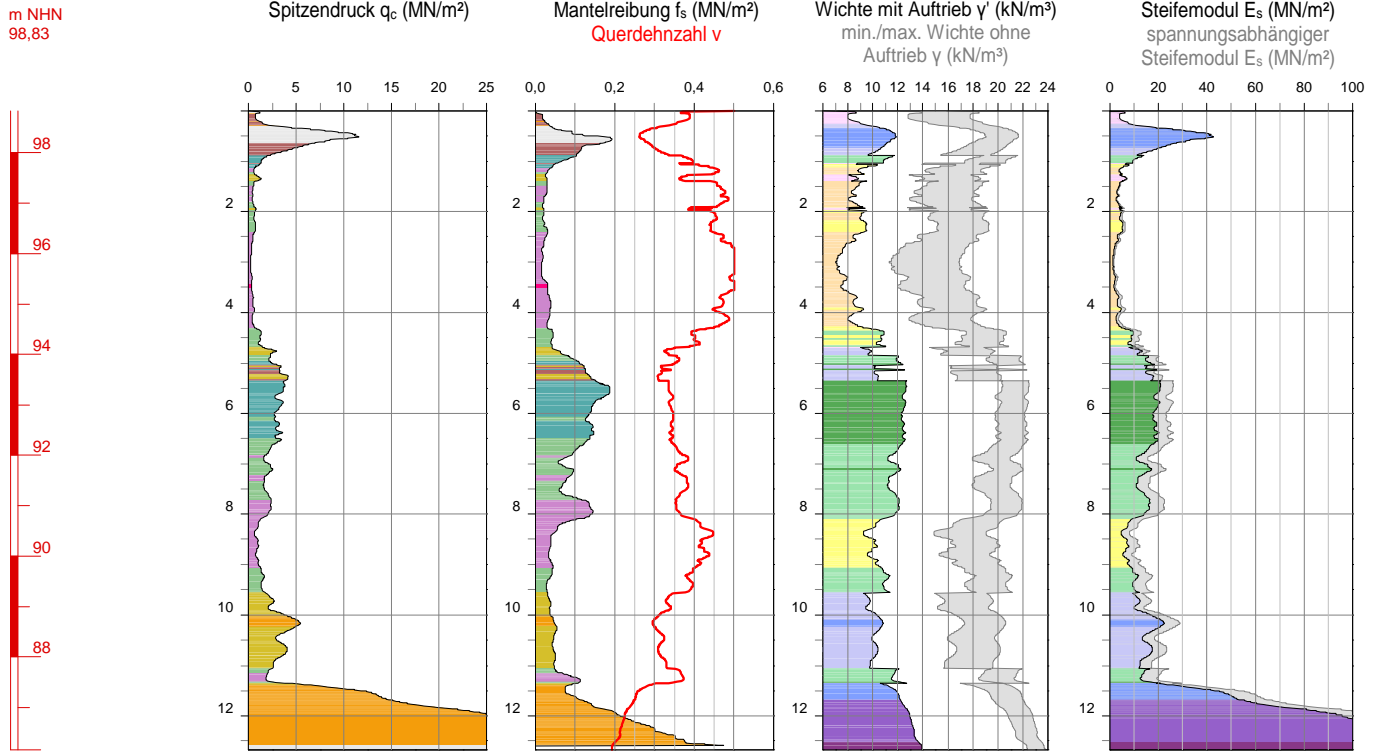 m NHN
98,83
Spitzendruck qc (MN/m²)
Mantelreibung fs (MN/m²)
Querdehnzahl ν
Wichte mit Auftrieb γ' (kN/m³)
min./max. Wichte ohne
Auftrieb γ (kN/m³)
Steifemodul Es (MN/m²)
spannungsabhängiger
Steifemodul Es (MN/m²)
0 5 10 15 20 25
0,0 0,2 0,4 0,6
6 8 10 12 14 16 18 20 22 24
0 20 40 60 80 100
98
96
94
92
90
88
2
4
6
8
10
12
2
4
6
8
10
12
2
4
6
8
10
12
2
4
6
8
10
12